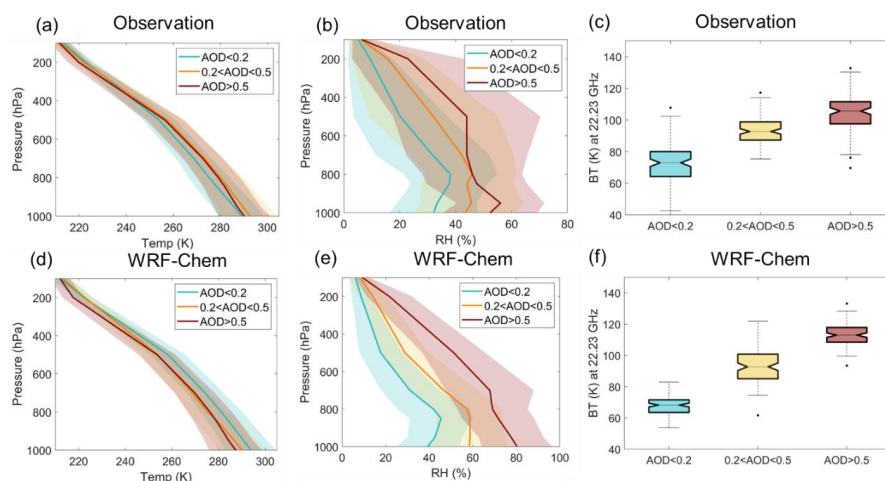 Observation
Observation
(a)
(b)
(c)
Pressure (hPa)
200
400
600
800
1000
AOD<0.2
0.2<AOD<0.5
AOD>0.5
220
240
260
280
300
Temp (K)
Pressure (hPa)
200
400
600
800
1000
AOD<0.2
0.2<AOD<0.5
AOD>0.5
0
20
40
60
80
RH (%)
BT (K) at 22.23 GHz
140
120
100
80
60
40
AOD<0.2
0.2<AOD<0.5
AOD>0.5
WRF-Chem
WRF-Chem
(d)
(e)
(f)
Pressure (hPa)
200
400
600
800
1000
AOD<0.2
0.2<AOD<0.5
AOD>0.5
220
240
260
280
300
Temp (K)
Pressure (hPa)
200
400
600
800
1000
AOD<0.2
0.2<AOD<0.5
AOD>0.5
0
20
40
60
80
100
RH (%)
BT (K) at 22.23 GHz
140
120
100
80
60
40
AOD<0.2
0.2<AOD<0.5
AOD>0.5